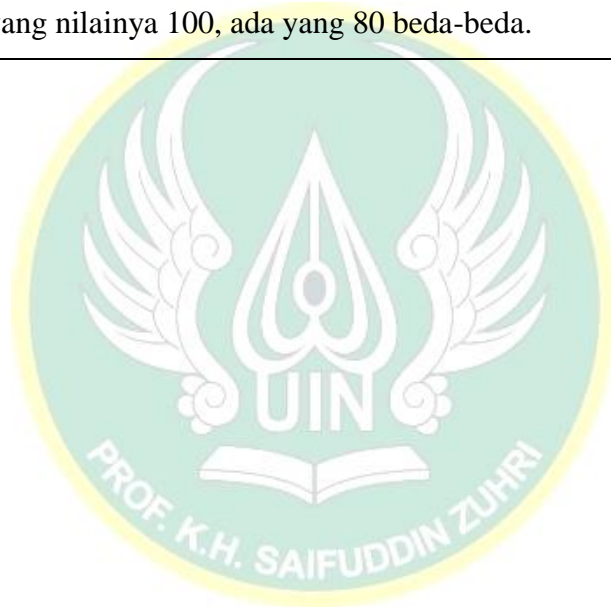 ang nilainya 100, ada yang 80 beda-beda.
UIN
PROF. K.H. SAIFUDDIN ZUHRI